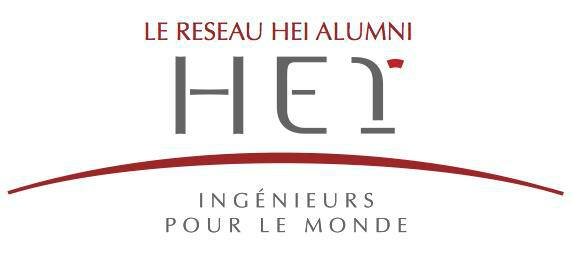 LE RESEAU HEI ALUMNI
HEI
INGÉNIEURS
POUR LE MONDE